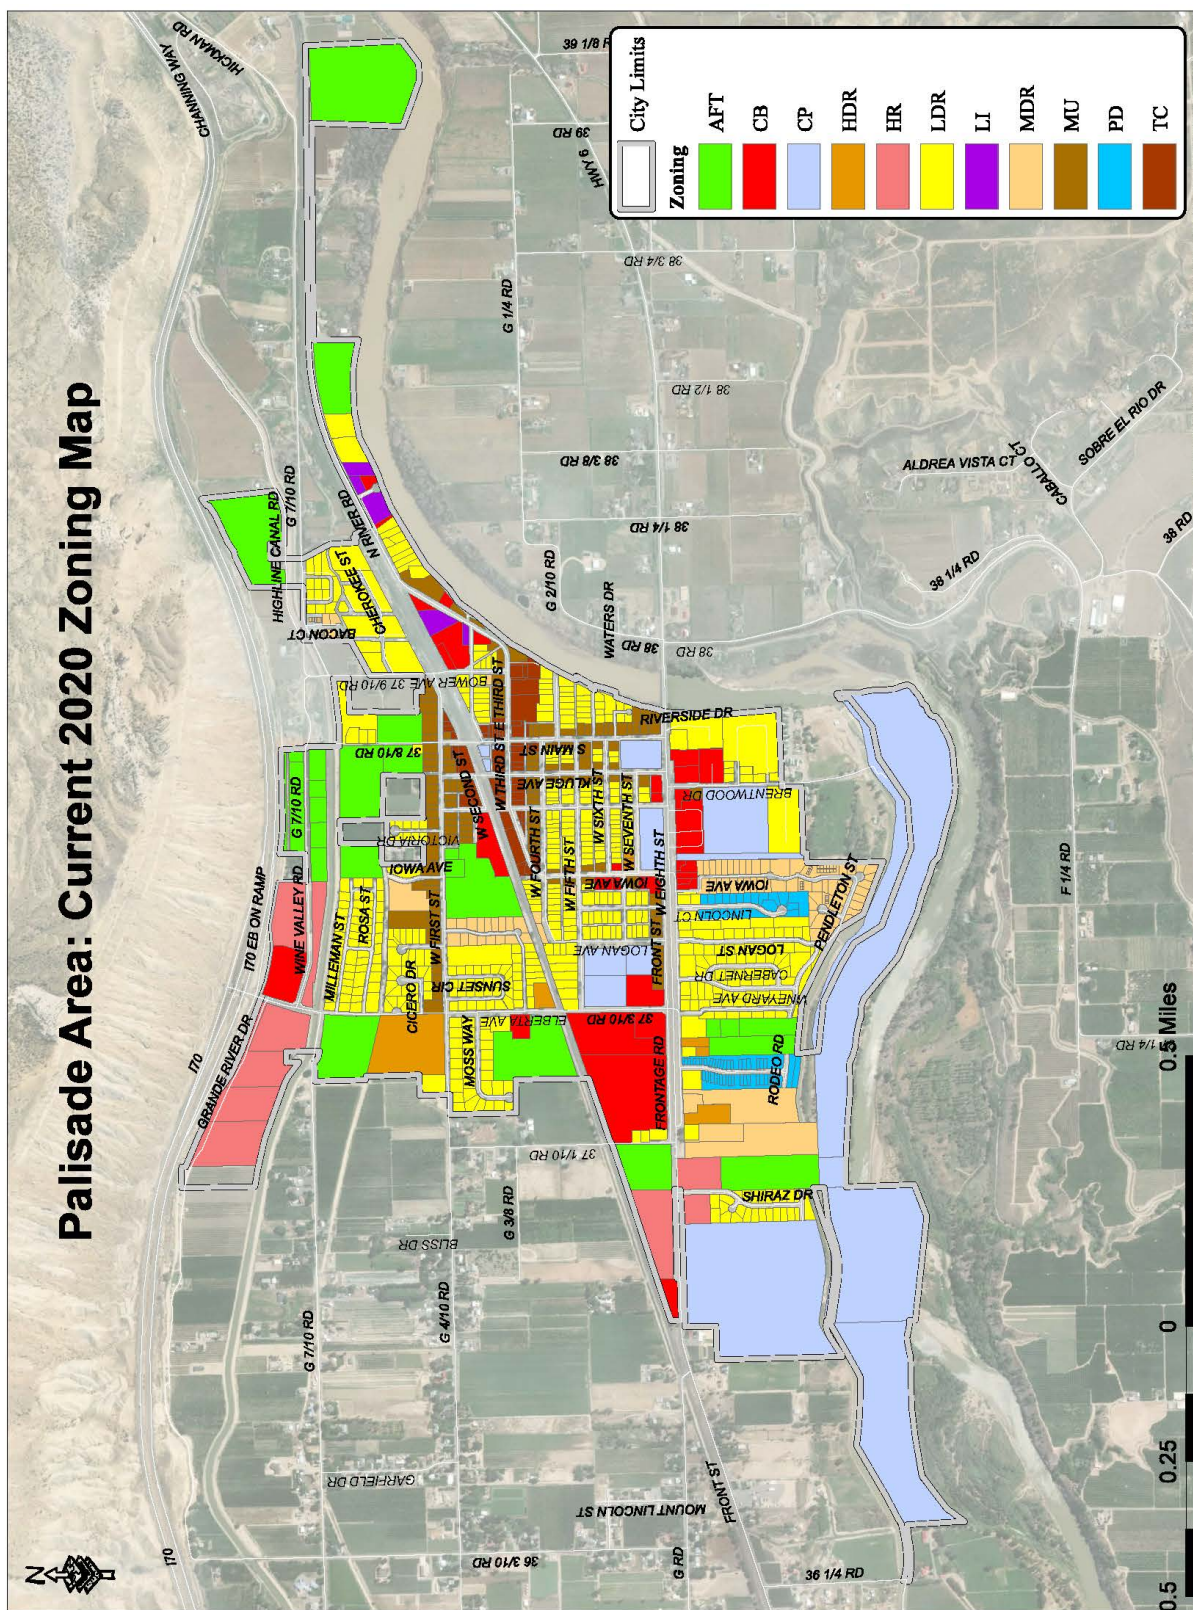 Palisade Area: Current 2020 Zoning Map
N
City Limits
Zoning
AFT
CB
CP
HDR
HR
LDR
LI
MDR
MU
PD
TC
0.5
0.25
0
0.5 Miles
I70
I70
I70 EB ON RAMP
GRANDE RIVER DR
WINE VALLEY RD
G 7/10 RD
G 7/10 RD
G 7/10 RD
HIGHLINE CANAL RD
CHANNING WAY
HICKMAN RD
N RIVER RD
CHEROKEE ST
BACON CT
37 9/10 RD
BOWER AVE
37 8/10 RD
MILLEMAN ST
ROSA ST
CICERO DR
W FIRST ST
IOWA AVE
VICTORIA DR
W SECOND ST
W THIRD ST
E THIRD ST
S MAIN ST
KLUGE AVE
W FOURTH ST
W FIFTH ST
W SIXTH ST
W SEVENTH ST
W EIGHTH ST
IOWA AVE
LOGAN AVE
FRONT ST
SUNSET CIR
MOSS WAY
ELBERTA AVE
37 3/10 RD
FRONTAGE RD
37 1/10 RD
G 3/8 RD
BLISS DR
G 4/10 RD
GARFIELD DR
MOUNT LINCOLN ST
FRONT ST
36 3/10 RD
G RD
36 1/4 RD
SHIRAZ DR
RODEO RD
VINEYARD AVE
CABERNET DR
LOGAN ST
LINCOLN CT
IOWA AVE
PENDLETON ST
BRENTWOOD DR
RIVERSIDE DR
38 RD
38 RD
WATERS DR
G 2/10 RD
38 1/4 RD
38 3/8 RD
38 1/2 RD
38 3/4 RD
G 1/4 RD
39 RD
HWY 6
39 1/8 R
38 1/4 RD
38 RD
ALDREA VISTA CT
CABALLO CT
SOBRE EL RIO DR
F 1/4 RD
1/4 RD